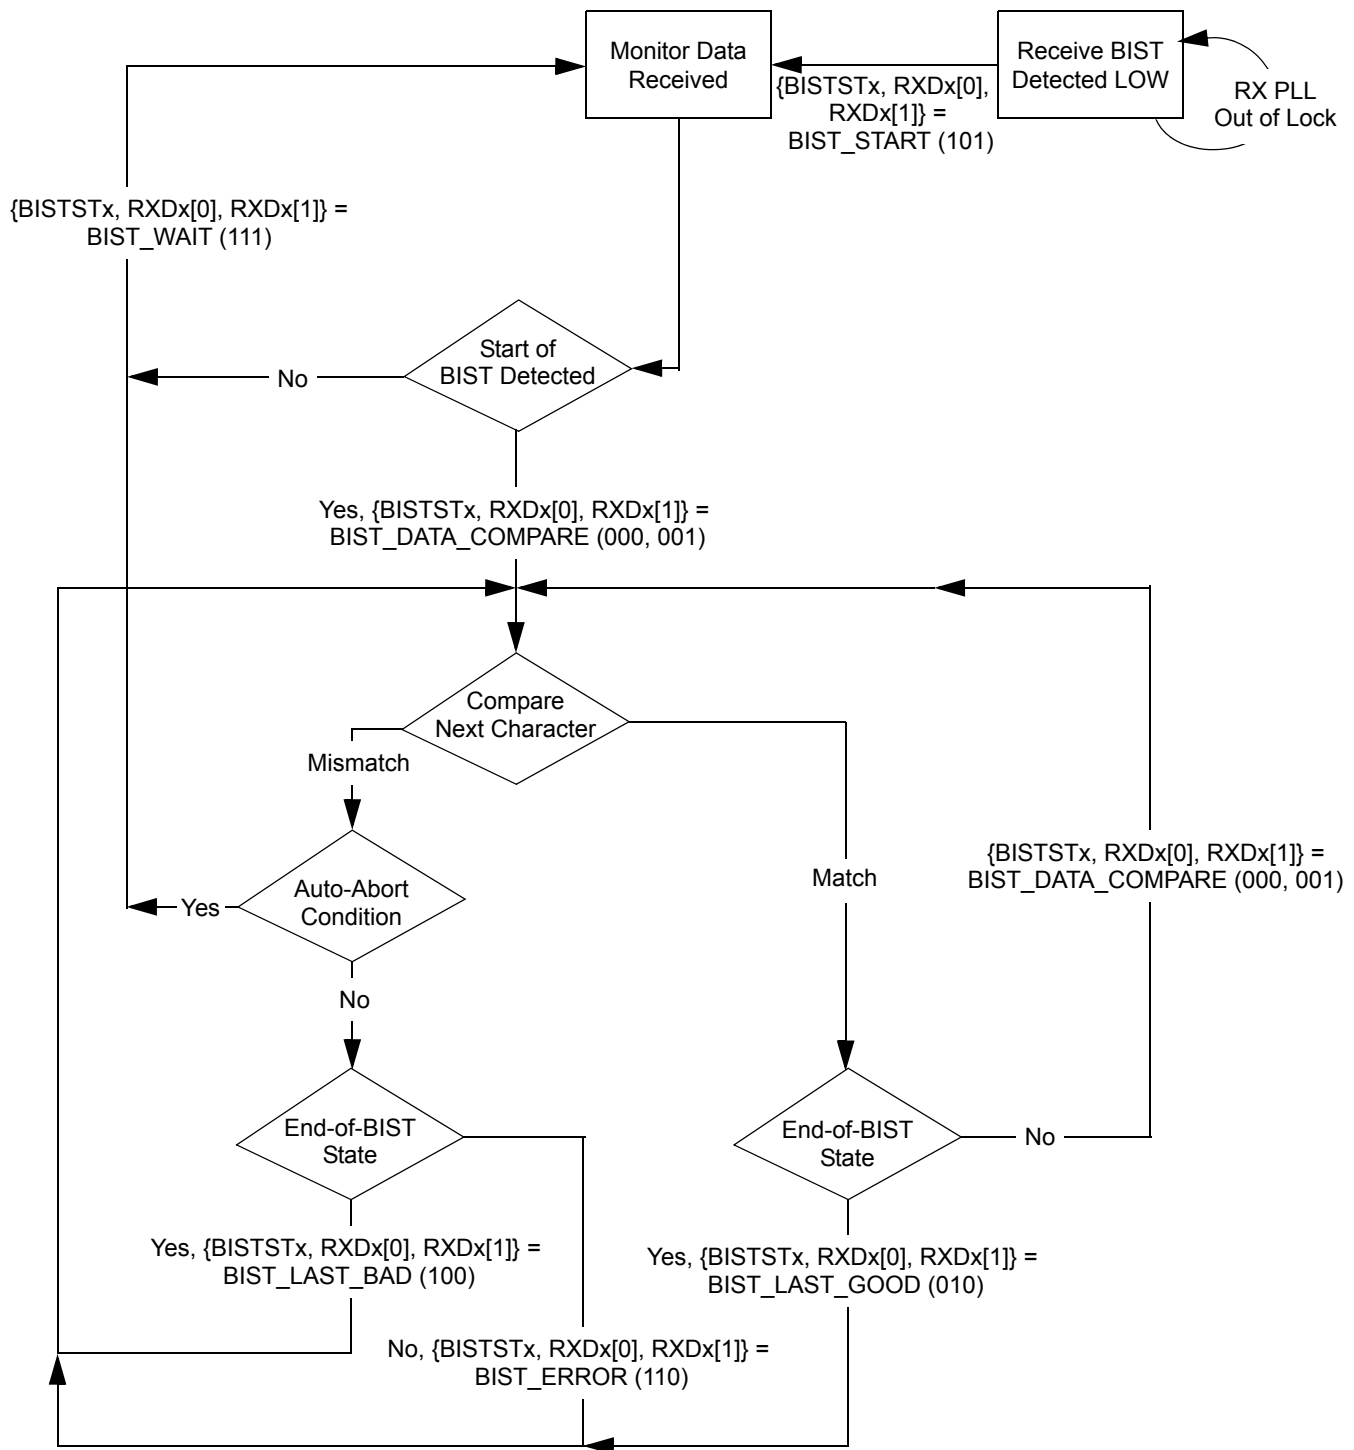 Monitor Data
Received
Receive BIST
Detected LOW
RX PLL
Out of Lock
{BISTSTx, RXDx[0],
RXDx[1]} =
BIST_START (101)
{BISTSTx, RXDx[0], RXDx[1]} =
BIST_WAIT (111)
Start of
BIST Detected
No
Yes, {BISTSTx, RXDx[0], RXDx[1]} =
BIST_DATA_COMPARE (000, 001)
Compare
Next Character
Mismatch
Auto-Abort
Condition
Yes
Match
{BISTSTx, RXDx[0], RXDx[1]} =
BIST_DATA_COMPARE (000, 001)
No
End-of-BIST
State
End-of-BIST
State
No
Yes, {BISTSTx, RXDx[0], RXDx[1]} =
BIST_LAST_BAD (100)
Yes, {BISTSTx, RXDx[0], RXDx[1]} =
BIST_LAST_GOOD (010)
No, {BISTSTx, RXDx[0], RXDx[1]} =
BIST_ERROR (110)